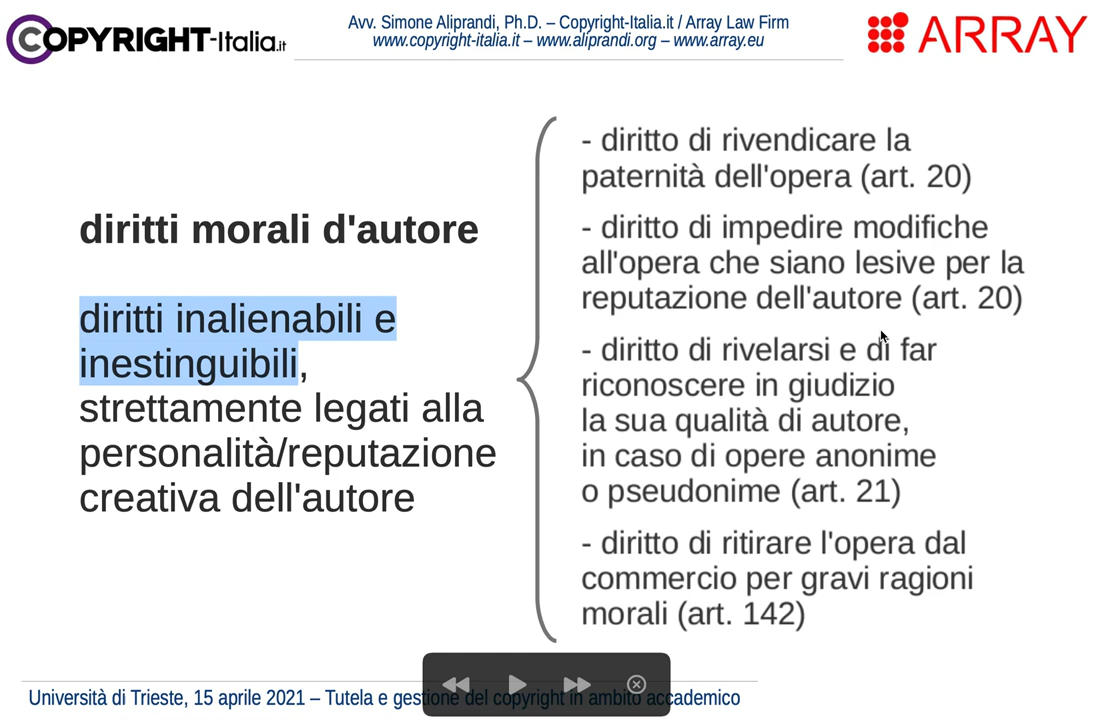 COPYRIGHT-Italia.it
Avv. Simone Aliprandi, Ph.D. – Copyright-Italia.it / Array Law Firm
www.copyright-italia.it – www.aliprandi.org – www.array.eu
ARRAY
diritti morali d'autore
diritti inalienabili e
inestinguibili,
strettamente legati alla
personalità/reputazione
creativa dell'autore
- diritto di rivendicare la
paternità dell'opera (art. 20)
- diritto di impedire modifiche
all'opera che siano lesive per la
reputazione dell'autore (art. 20)
- diritto di rivelarsi e di far
riconoscere in giudizio
la sua qualità di autore,
in caso di opere anonime
o pseudonime (art. 21)
- diritto di ritirare l'opera dal
commercio per gravi ragioni
morali (art. 142)
Università di Trieste, 15 aprile 2021 – Tutela e gestione del copyright in ambito accademico